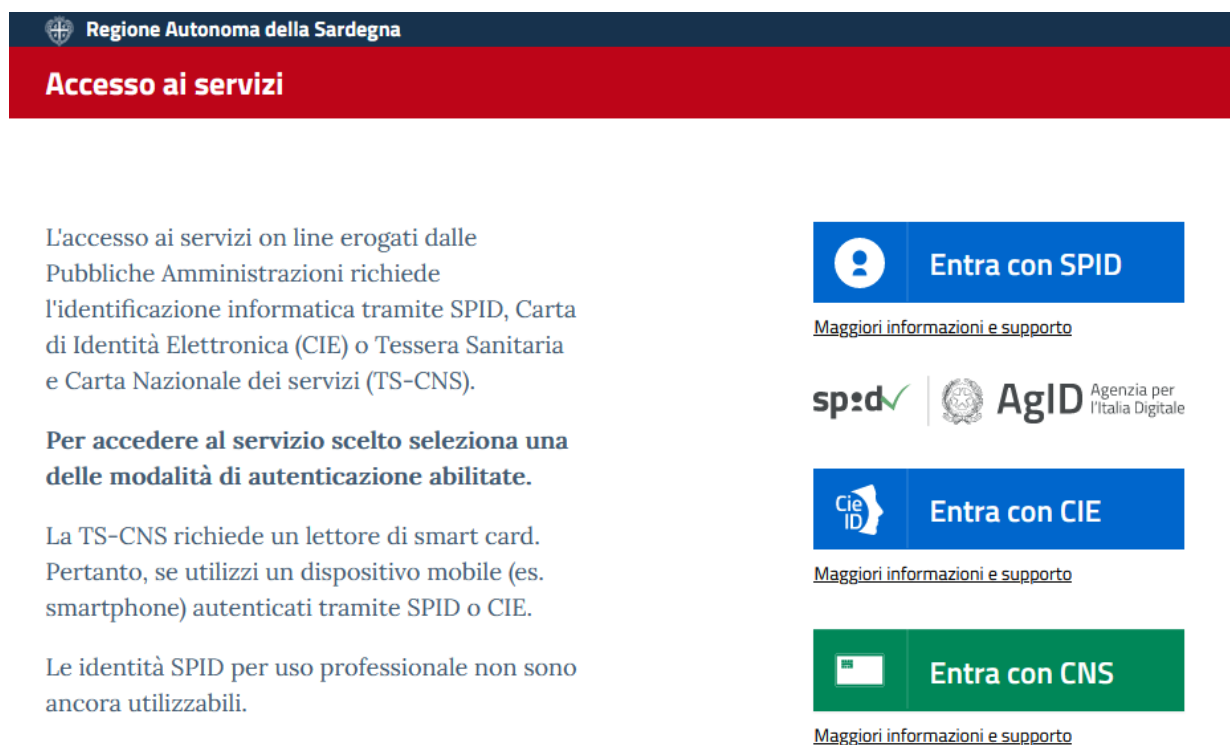 Regione Autonoma della Sardegna
Accesso ai servizi
L'accesso ai servizi on line erogati dalle
Pubbliche Amministrazioni richiede
l'identificazione informatica tramite SPID, Carta
di Identità Elettronica (CIE) o Tessera Sanitaria
e Carta Nazionale dei servizi (TS-CNS).
Per accedere al servizio scelto seleziona una
delle modalità di autenticazione abilitate.
La TS-CNS richiede un lettore di smart card.
Pertanto, se utilizzi un dispositivo mobile (es.
smartphone) autenticati tramite SPID o CIE.
Le identità SPID per uso professionale non sono
ancora utilizzabili.
Entra con SPID
Maggiori informazioni e supporto
sp:d AgID Agenzia per
l'Italia Digitale
Cie
ID
Entra con CIE
Maggiori informazioni e supporto
Entra con CNS
Maggiori informazioni e supporto